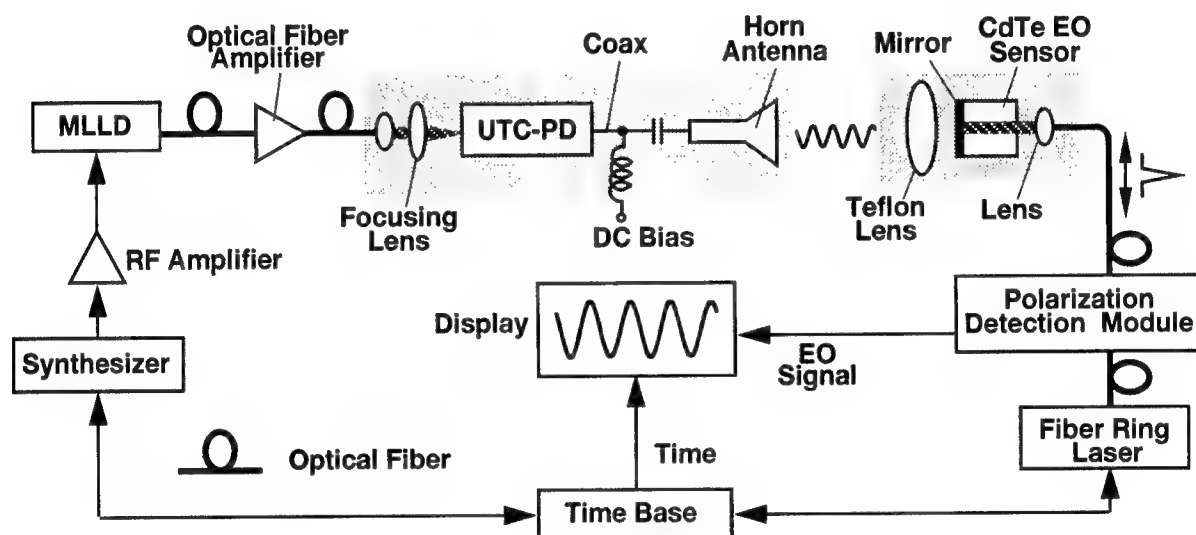 Optical Fiber
Amplifier
Coax
Horn
Antenna
Mirror
CdTe EO
Sensor
MLLD
UTC-PD
Focusing
Lens
DC Bias
Teflon
Lens
Lens
RF Amplifier
Display
Polarization
Detection Module
EO
Signal
Synthesizer
Optical Fiber
Time
Fiber Ring
Laser
Time Base